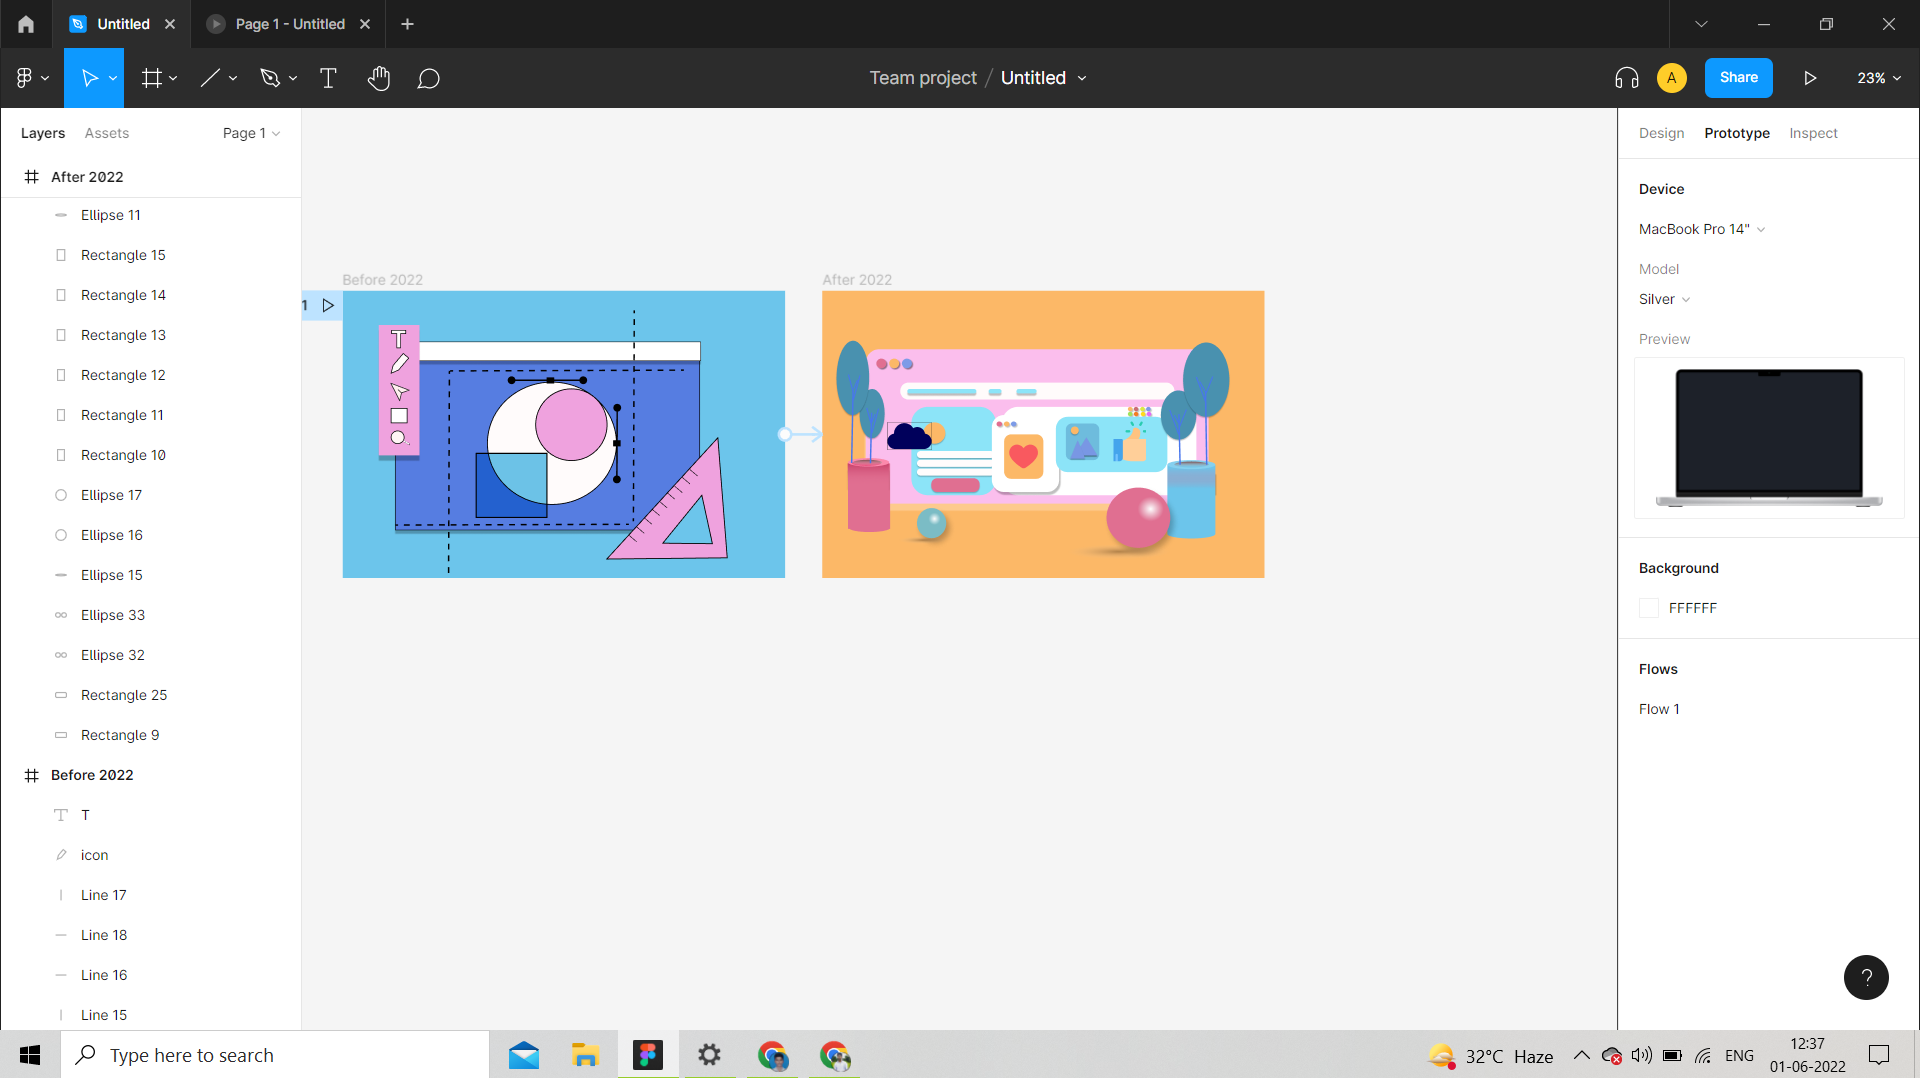 Untitled
Page 1 - Untitled
Team project / Untitled
A
Share
23%
Layers
Assets
Page 1
After 2022
Ellipse 11
Rectangle 15
Rectangle 14
Rectangle 13
Rectangle 12
Rectangle 11
Rectangle 10
Ellipse 17
Ellipse 16
Ellipse 15
Ellipse 33
Ellipse 32
Rectangle 25
Rectangle 9
Before 2022
T
icon
Line 17
Line 18
Line 16
Line 15
Before 2022
1
T
After 2022
Design
Prototype
Inspect
Device
MacBook Pro 14"
Model
Silver
Preview
Background
FFFFFF
Flows
Flow 1
?
Type here to search
32°C Haze
ENG
12:37
01-06-2022